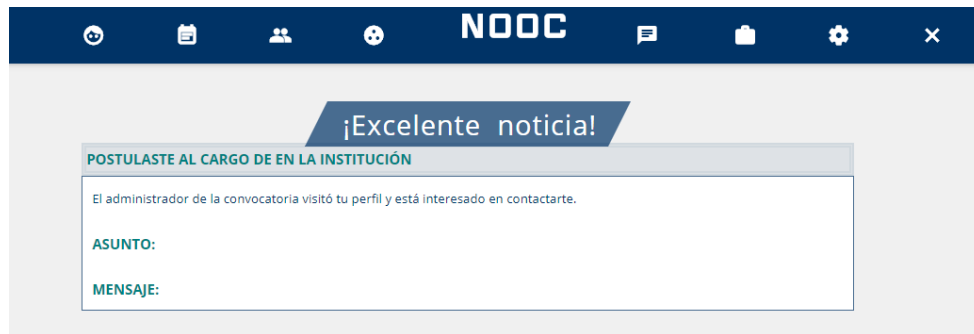 NOOC
¡Excelente noticia!
POSTULASTE AL CARGO DE EN LA INSTITUCIÓN
El administrador de la convocatoria visitó tu perfil y está interesado en contactarte.
ASUNTO:
MENSAJE: